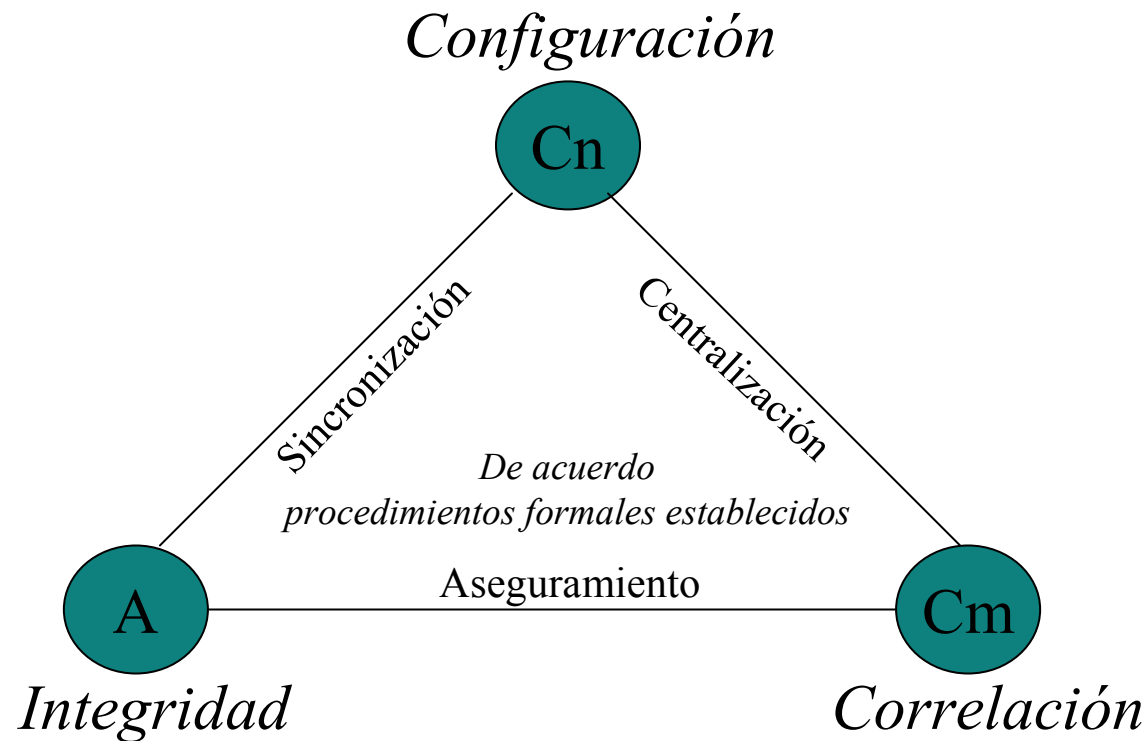 Configuración
Cn
Sincronización
Centralización
De acuerdo
procedimientos formales establecidos
Aseguramiento
A
Cm
Integridad
Correlación